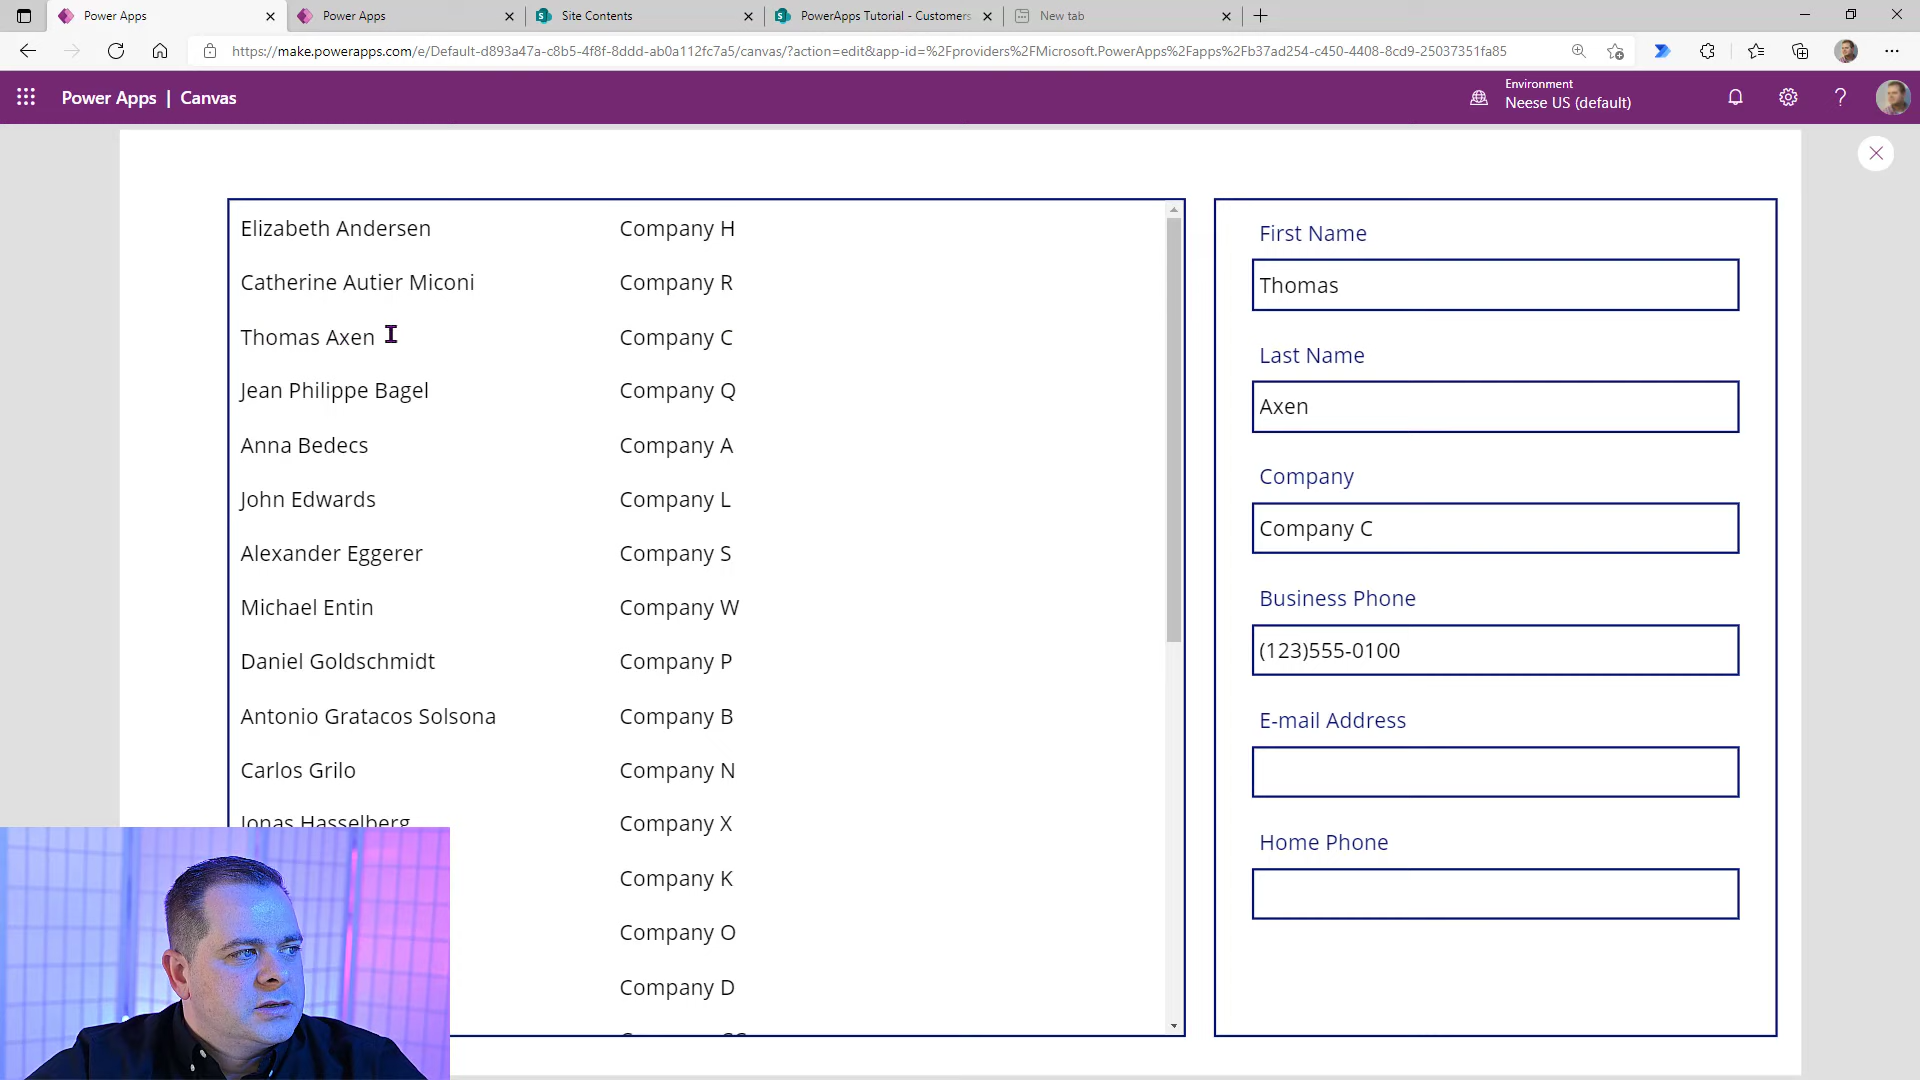 Power Apps
Power Apps
Site Contents
PowerApps Tutorial - Customers
New tab
https://make.powerapps.com/e/Default-d893a47a-c8b5-4f8f-8ddd-ab0a112fc7a5/canvas/?action=edit&app-id=%2Fproviders%2FMicrosoft.PowerApps%2Fapps%2Fb37ad254-c450-4408-8cd9-25037351fa85
Power Apps | Canvas
Environment
Neese US (default)
Elizabeth Andersen Company H
Catherine Autier Miconi Company R
Thomas Axen Company C
Jean Philippe Bagel Company Q
Anna Bedecs Company A
John Edwards Company L
Alexander Eggerer Company S
Michael Entin Company W
Daniel Goldschmidt Company P
Antonio Gratacos Solsona Company B
Carlos Grilo Company N
Jonas Hasselberg Company X
Company K
Company O
Company D
First Name
Thomas
Last Name
Axen
Company
Company C
Business Phone
(123)555-0100
E-mail Address
Home Phone